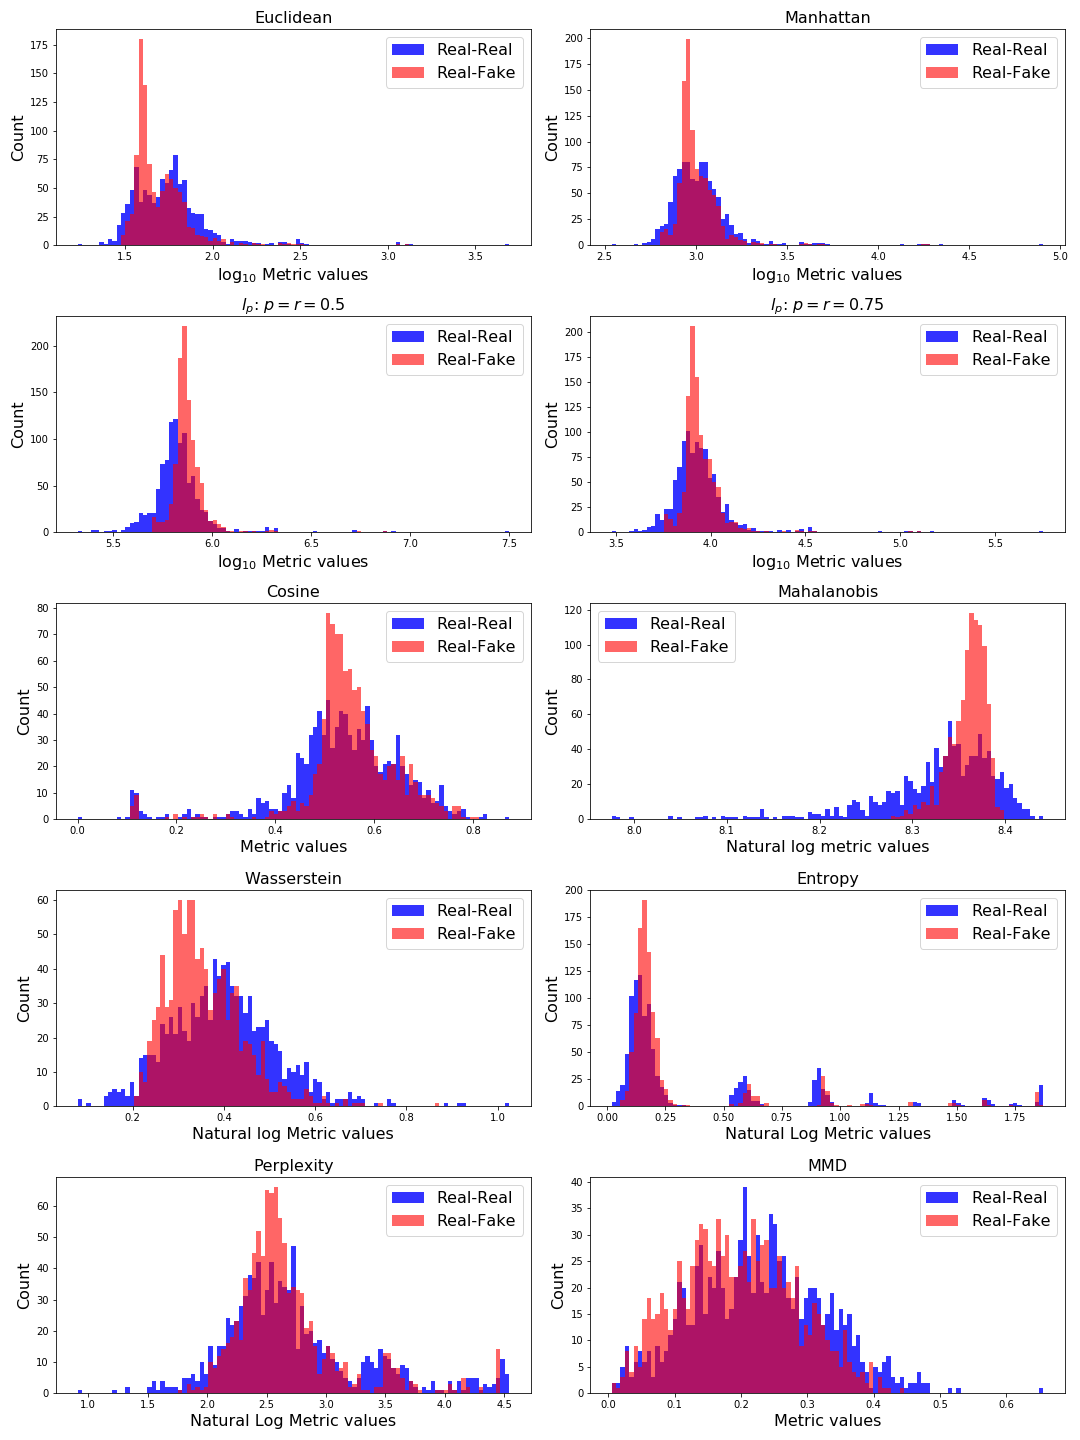 Euclidean
175
150
125
100
75
50
25
0
Count
1.5 2.0 2.5 3.0 3.5
log₁₀ Metric values
Real-Real
Real-Fake
Manhattan
200
175
150
125
100
75
50
25
0
Count
2.5 3.0 3.5 4.0 4.5 5.0
log₁₀ Metric values
Real-Real
Real-Fake
lₚ: p = r = 0.5
200
150
100
50
0
Count
5.5 6.0 6.5 7.0 7.5
log₁₀ Metric values
Real-Real
Real-Fake
lₚ: p = r = 0.75
200
175
150
125
100
75
50
25
0
Count
3.5 4.0 4.5 5.0 5.5
log₁₀ Metric values
Real-Real
Real-Fake
Cosine
80
70
60
50
40
30
20
10
0
Count
0.0 0.2 0.4 0.6 0.8
Metric values
Real-Real
Real-Fake
Mahalanobis
120
100
80
60
40
20
0
Count
8.0 8.1 8.2 8.3 8.4
Natural log metric values
Real-Real
Real-Fake
Wasserstein
60
50
40
30
20
10
0
Count
0.2 0.4 0.6 0.8 1.0
Natural log Metric values
Real-Real
Real-Fake
Entropy
200
175
150
125
100
75
50
25
0
Count
0.00 0.25 0.50 0.75 1.00 1.25 1.50 1.75
Natural Log Metric values
Real-Real
Real-Fake
Perplexity
60
50
40
30
20
10
0
Count
1.0 1.5 2.0 2.5 3.0 3.5 4.0 4.5
Natural Log Metric values
Real-Real
Real-Fake
MMD
40
35
30
25
20
15
10
5
0
Count
0.0 0.1 0.2 0.3 0.4 0.5 0.6
Metric values
Real-Real
Real-Fake